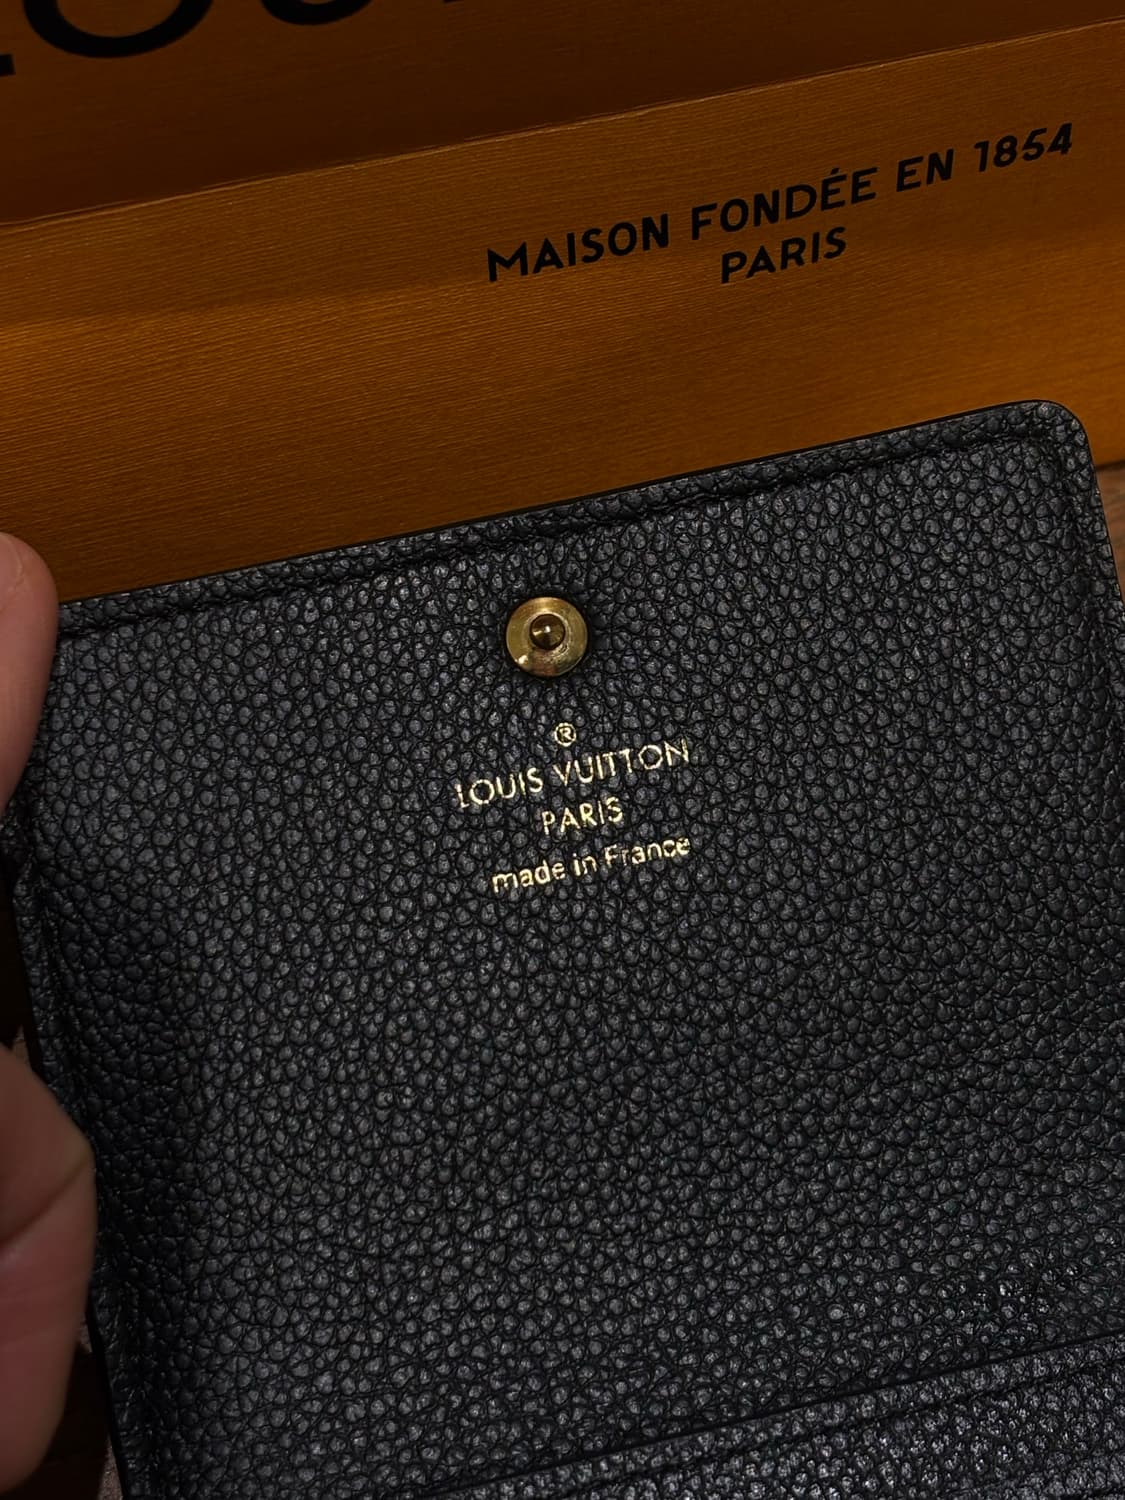 MAISON FONDÉE EN 1854
PARIS
®
LOUIS VUITTON
PARIS
made in France